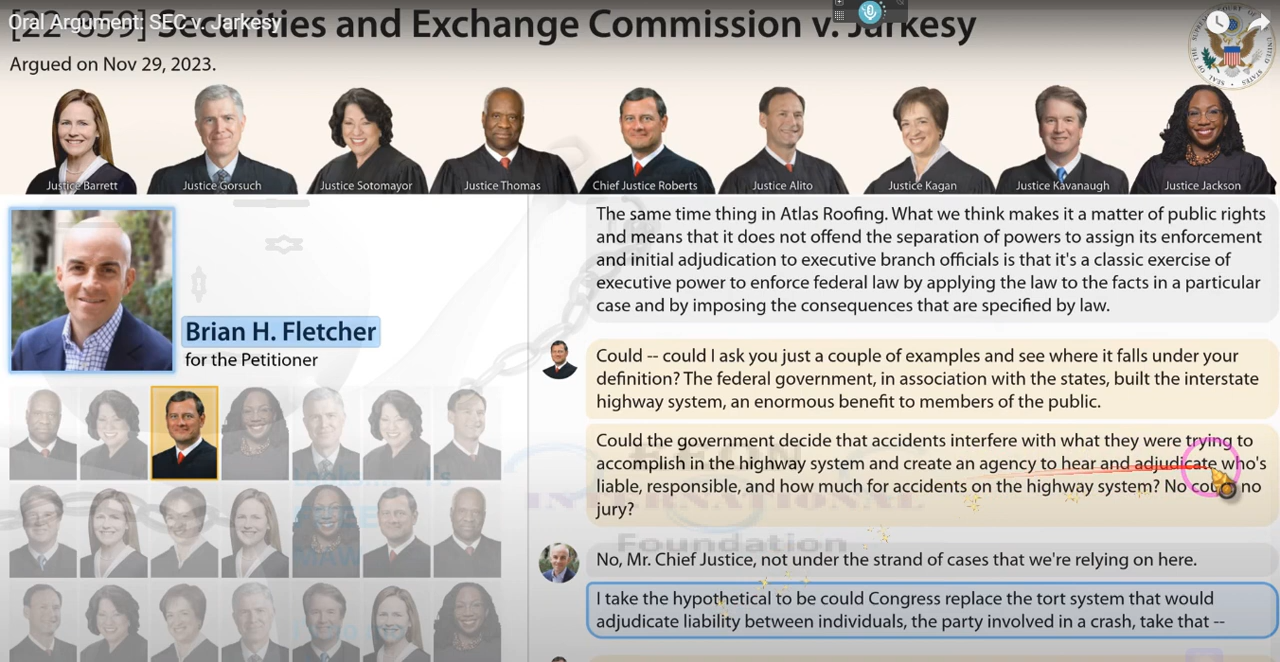 [22-859] Securities and Exchange Commission v. Jarkesy
Oral Argument: SEC v. Jarkesy
Argued on Nov 29, 2023.
Justice Barrett
Justice Gorsuch
Justice Sotomayor
Justice Thomas
Chief Justice Roberts
Justice Alito
Justice Kagan
Justice Kavanaugh
Justice Jackson
Brian H. Fletcher
for the Petitioner
The same time thing in Atlas Roofing. What we think makes it a matter of public rights
and means that it does not offend the separation of powers to assign its enforcement
and initial adjudication to executive branch officials is that it's a classic exercise of
executive power to enforce federal law by applying the law to the facts in a particular
case and by imposing the consequences that are specified by law.
Could -- could I ask you just a couple of examples and see where it falls under your
definition? The federal government, in association with the states, built the interstate
highway system, an enormous benefit to members of the public.
Could the government decide that accidents interfere with what they were trying to
accomplish in the highway system and create an agency to hear and adjudicate who's
liable, responsible, and how much for accidents on the highway system? No no
jury?
INTERNATIONAL
Foundation
No, Mr. Chief Justice, not under the strand of cases that we're relying on here.
I take the hypothetical to be could Congress replace the tort system that would
adjudicate liability between individuals, the party involved in a crash, take that --